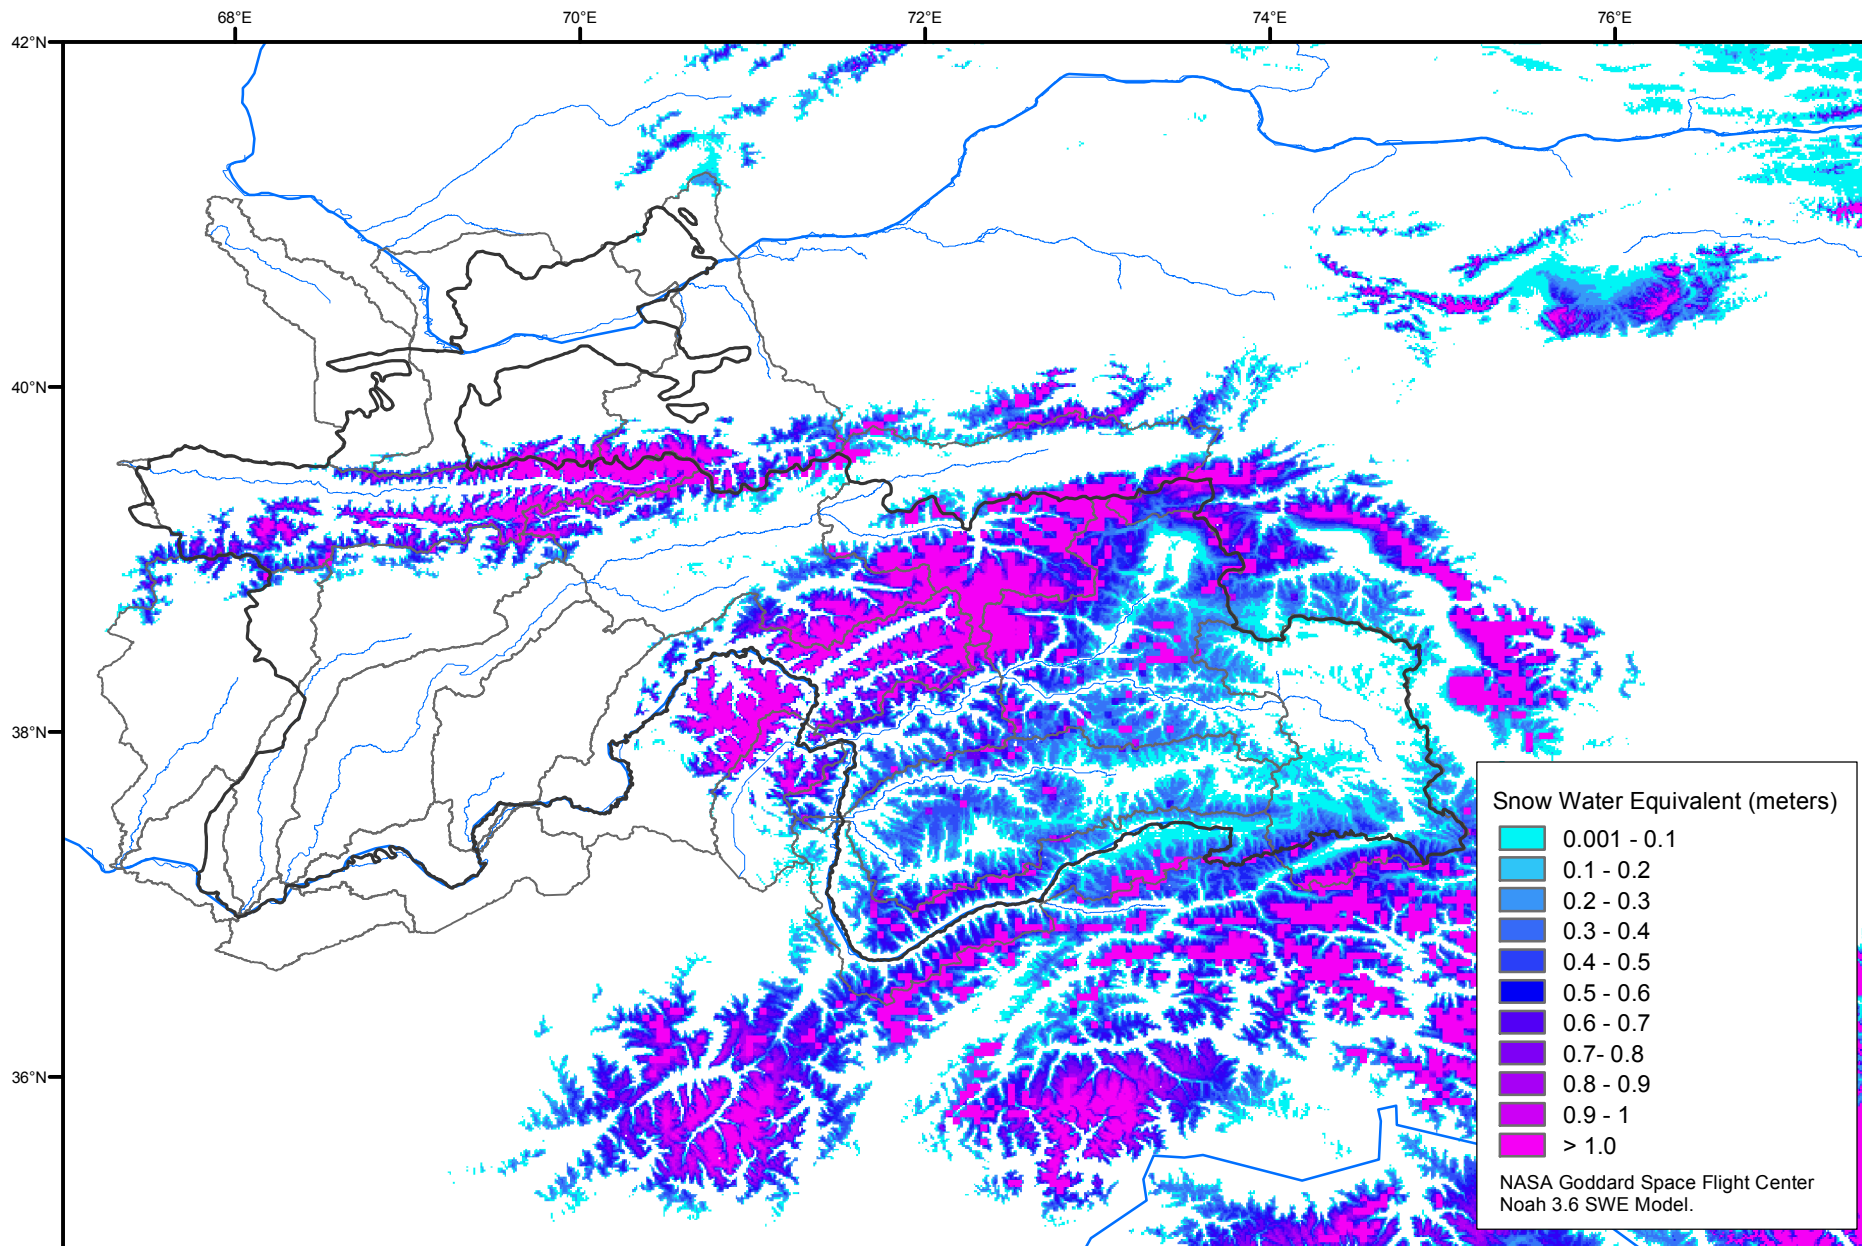 68°E
70°E
72°E
74°E
76°E
42°N
40°N
38°N
36°N
Snow Water Equivalent (meters)
0.001 - 0.1
0.1 - 0.2
0.2 - 0.3
0.3 - 0.4
0.4 - 0.5
0.5 - 0.6
0.6 - 0.7
0.7- 0.8
0.8 - 0.9
0.9 - 1
> 1.0
NASA Goddard Space Flight Center
Noah 3.6 SWE Model.